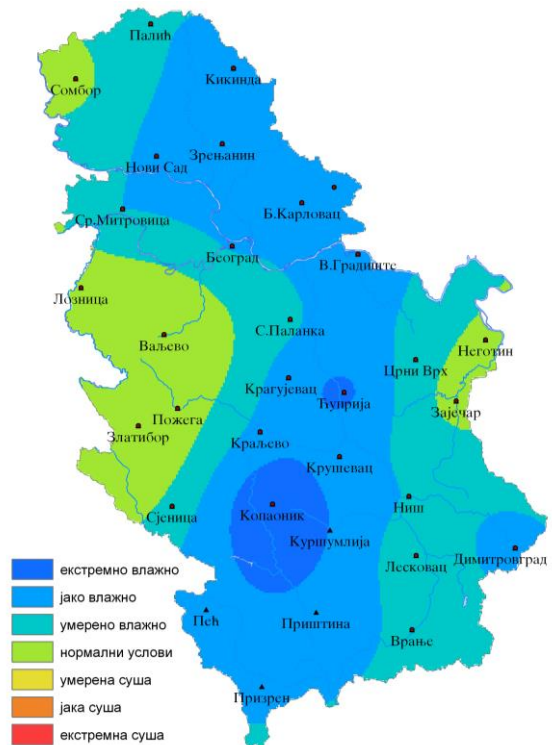 Палић
Кикинда
Сомбор
Зрењанин
Нови Сад
Б.Карловац
Ср.Митровица
Београд
В.Градиште
Лозница
С.Паланка
Неготин
Ваљево
Црни Врх
Крагујевац
Ћуприја
Зајечар
Пожега
Златибор
Краљево
Крушевац
Копаоник
Ниш
Сјеница
Куршумлија
Димитровград
Лесковац
екстремно влажно
јако влажно
Пећ
Приштина
умерено влажно
Врање
нормални услови
умерена суша
Призрен
јака суша
екстремна суша